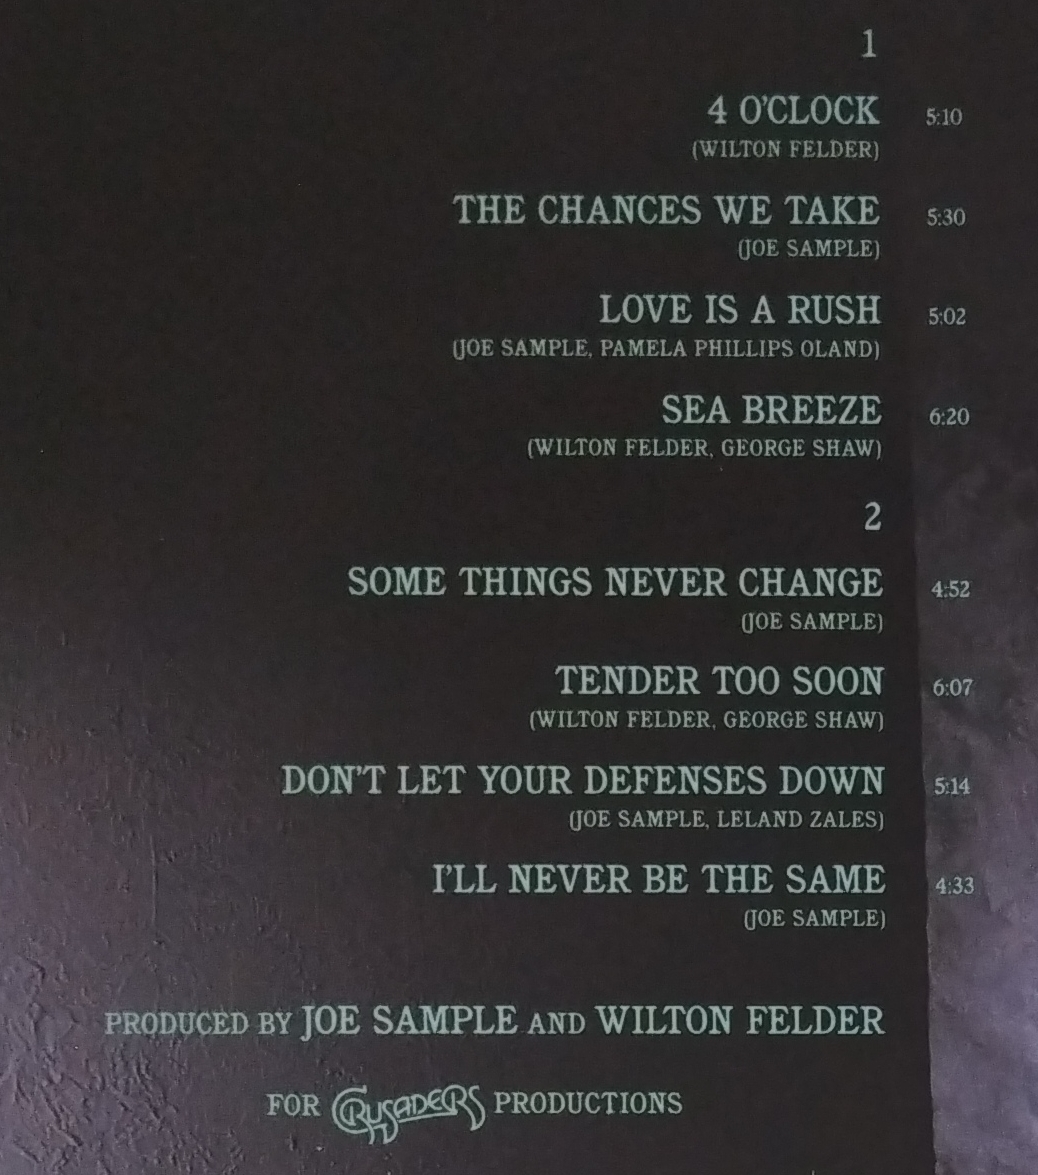 1
4 O'CLOCK 5:10
(WILTON FELDER)
THE CHANCES WE TAKE 5:30
(JOE SAMPLE)
LOVE IS A RUSH 5:02
(JOE SAMPLE, PAMELA PHILLIPS OLAND)
SEA BREEZE 6:20
(WILTON FELDER, GEORGE SHAW)
2
SOME THINGS NEVER CHANGE 4:52
(JOE SAMPLE)
TENDER TOO SOON 6:07
(WILTON FELDER, GEORGE SHAW)
DON'T LET YOUR DEFENSES DOWN 5:14
(JOE SAMPLE, LELAND ZALES)
I'LL NEVER BE THE SAME 4:33
(JOE SAMPLE)
PRODUCED BY JOE SAMPLE AND WILTON FELDER
FOR CRUSADERS PRODUCTIONS